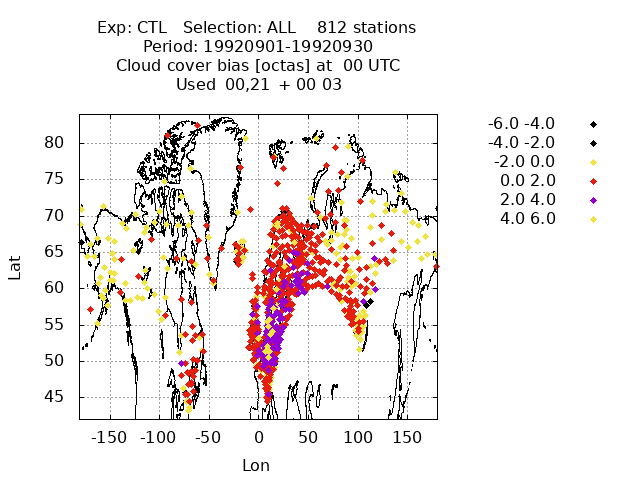 Exp: CTL Selection: ALL 812 stations
Period: 19920901-19920930
Cloud cover bias [octas] at 00 UTC
Used 00,21 + 00 03
-6.0 -4.0
-4.0 -2.0
-2.0 0.0
0.0 2.0
2.0 4.0
4.0 6.0
80
75
70
65
60
55
50
45
Lat
-150 -100 -50 0 50 100 150
Lon